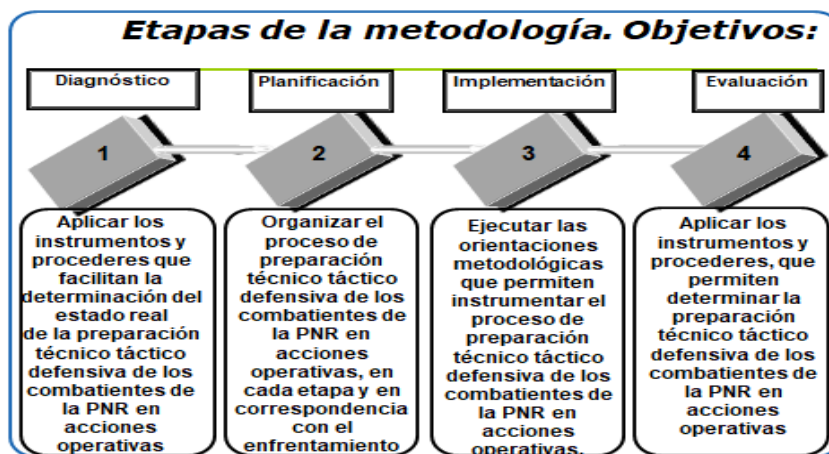 Etapas de la metodología. Objetivos:
Diagnóstico
Planificación
Implementación
Evaluación
1
2
3
4
Aplicar los
instrumentos y
procederes que
facilitan la
determinación del
estado real
de la preparación
técnico táctico
defensiva de los
combatientes de
la PNR en
acciones
operativas
Organizar el
proceso de
preparación
técnico táctico
defensiva de los
combatientes de
la PNR en
acciones
operativas, en
cada etapa y en
correspondencia
con el
enfrentamiento
Ejecutar las
orientaciones
metodológicas
que permiten
instrumentar el
proceso de
preparación
técnico táctico
defensiva de los
combatientes de
la PNR en
acciones
operativas.
Aplicar los
instrumentos y
procederes, que
permiten
determinar la
preparación
técnico táctico
defensiva de los
combatientes de
la PNR en
acciones
operativas